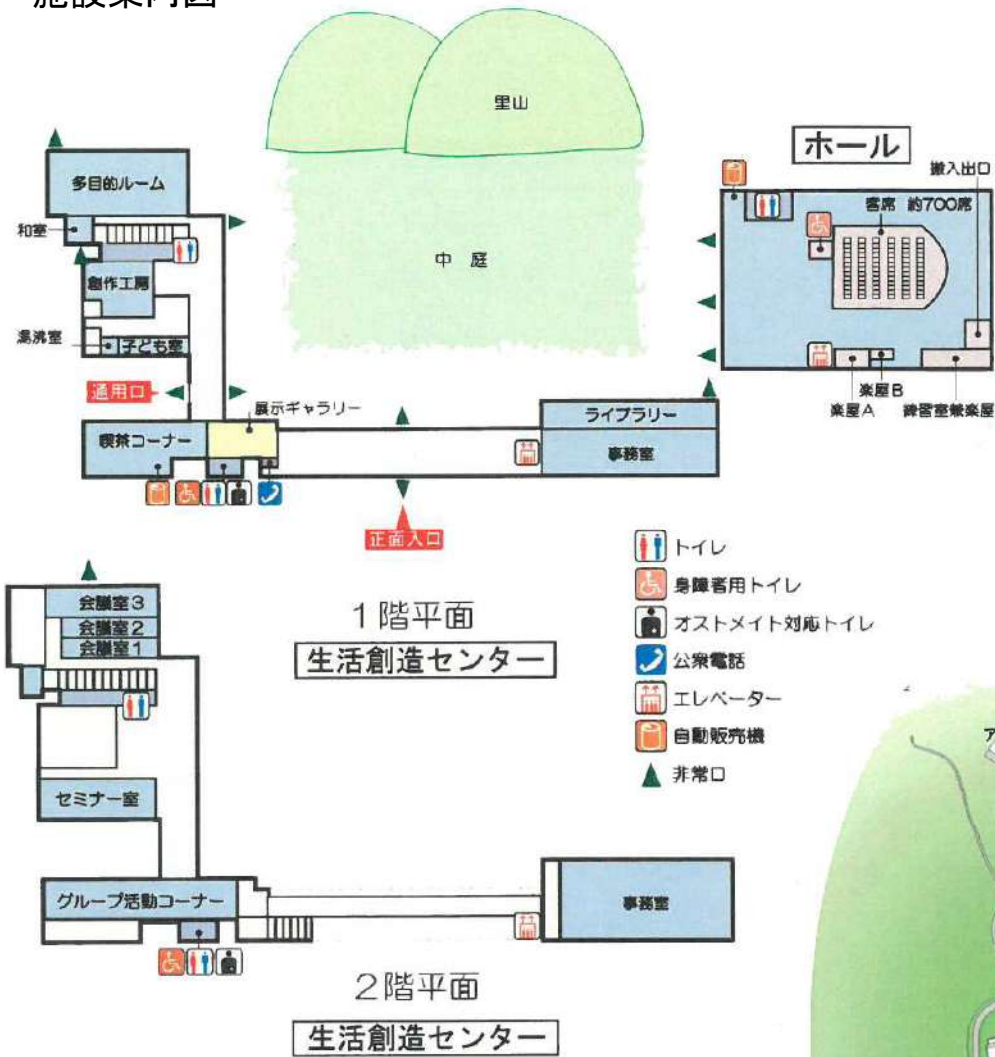 施設案内図
里山
中 庭
多目的ルーム
和室
創作工房
湯沸室
子ども室
通用口
展示ギャラリー
喫茶コーナー
ライブラリー
事務室
正面入口
ホール
搬入出口
客席 約700席
楽屋B
楽屋A
練習室兼楽屋
トイレ
身障者用トイレ
オストメイト対応トイレ
公衆電話
エレベーター
自動販売機
非常口
1階平面
生活創造センター
会議室3
会議室2
会議室1
セミナー室
グループ活動コーナー
事務室
2階平面
生活創造センター
ア